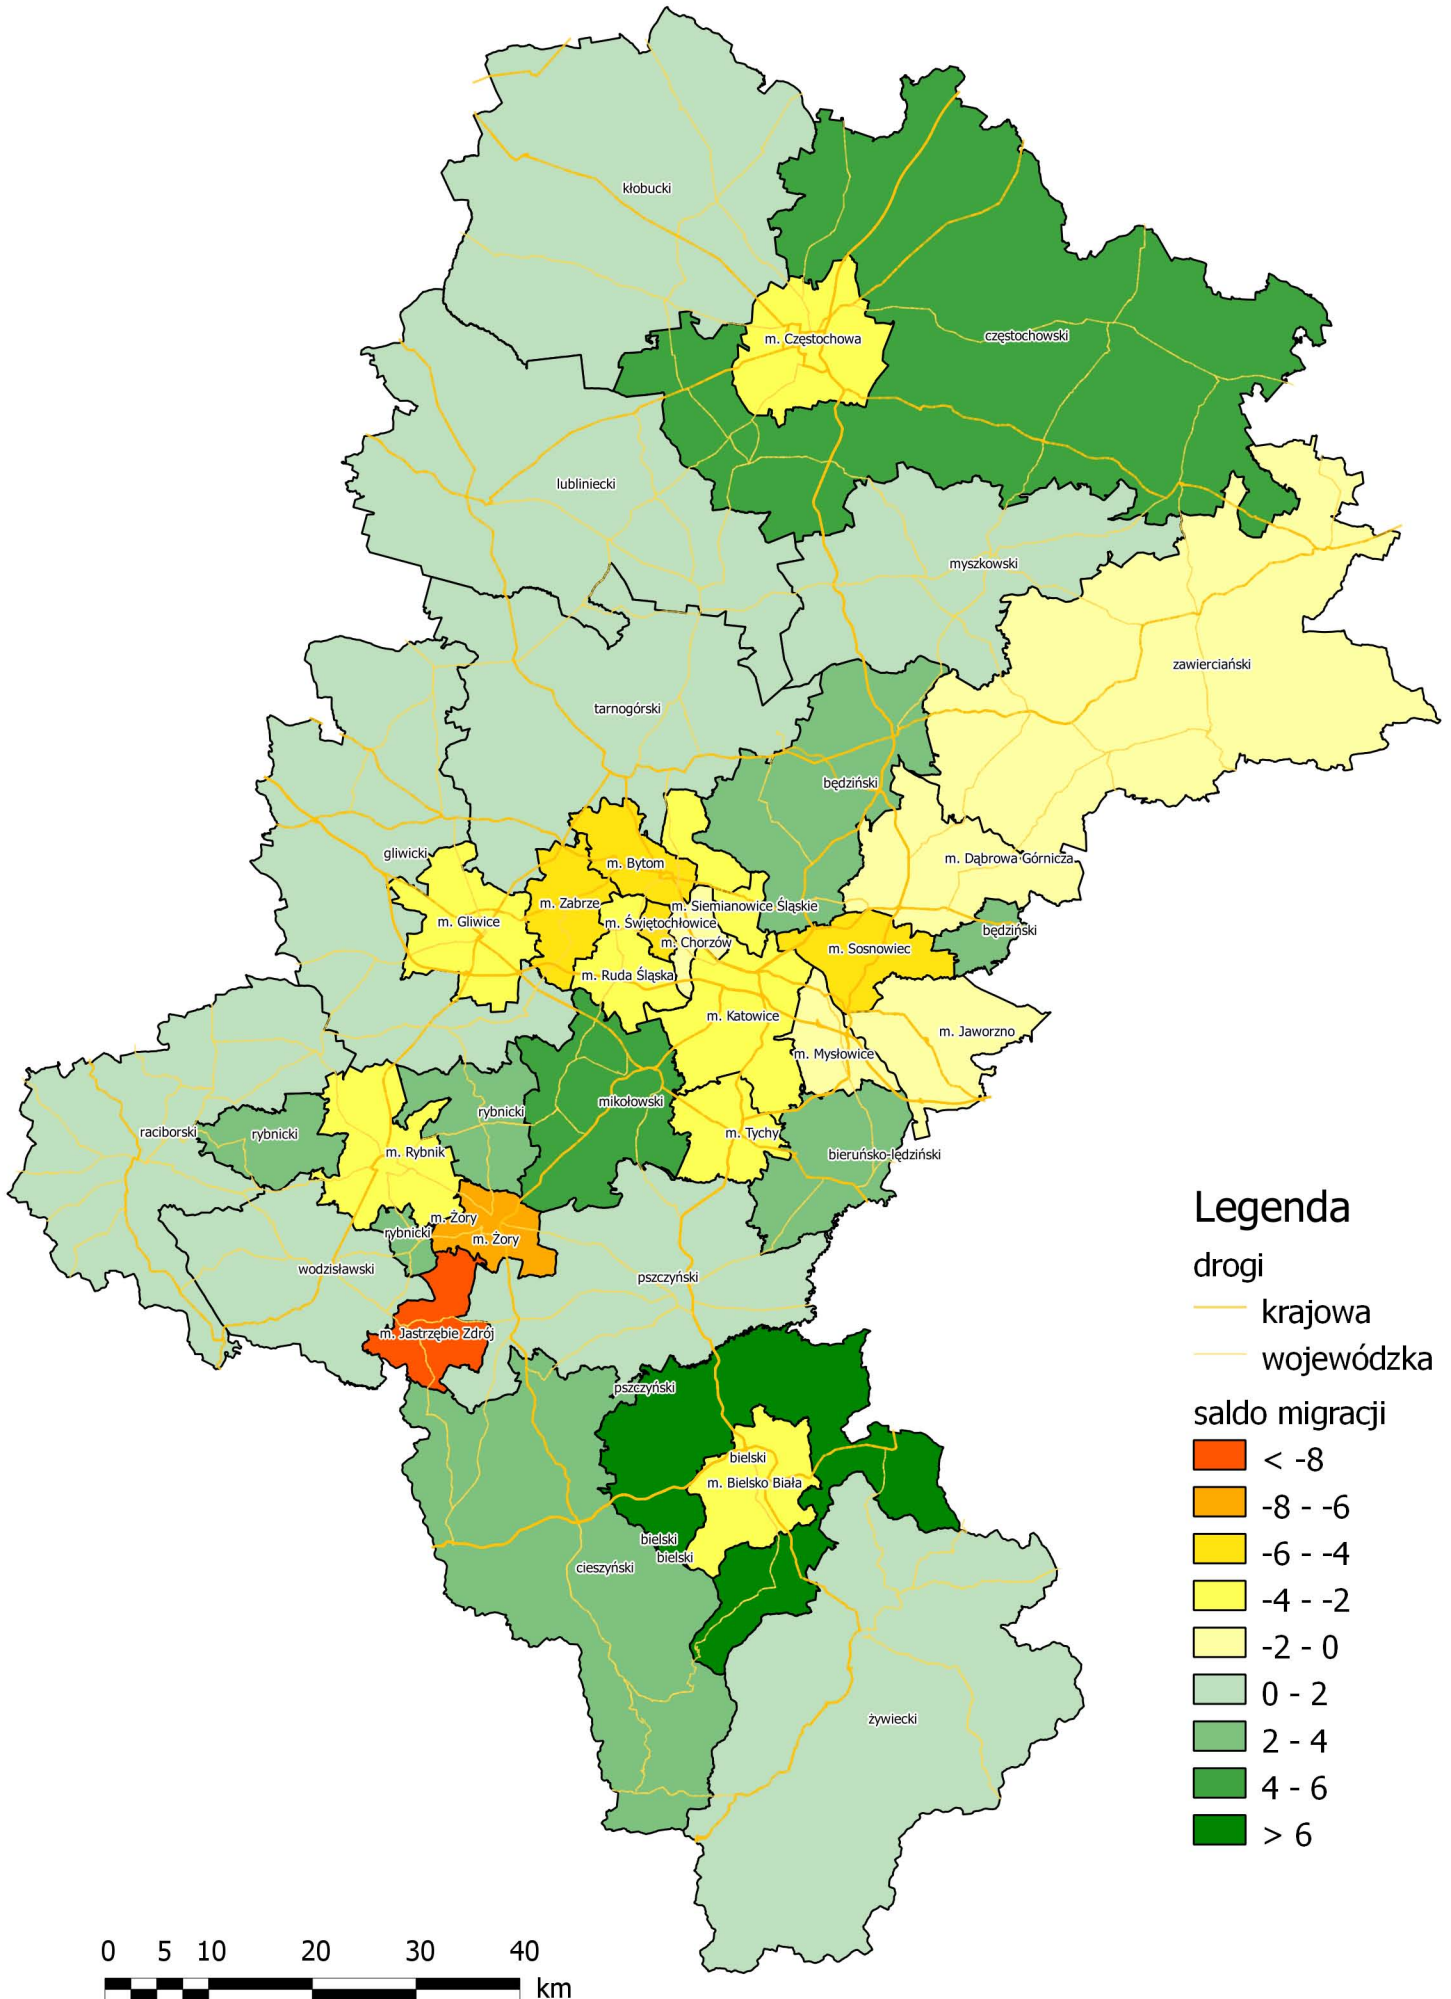 kłobucki
m. Częstochowa
częstochowski
lubliniecki
myszkowski
zawierciański
tarnogórski
będziński
gliwicki
m. Bytom
m. Dąbrowa Górnicza
m. Zabrze
m. Siemianowice Śląskie
m. Gliwice
m. Świętochłowice
będziński
m. Chorzów
m. Sosnowiec
m. Ruda Śląska
m. Katowice
m. Jaworzno
m. Mysłowice
mikołowski
rybnicki
raciborski
rybnicki
m. Tychy
m. Rybnik
bieruńsko-lędziński
m. Żory
rybnicki
m. Żory
wodzisławski
pszczyński
m. Jastrzębie Zdrój
pszczyński
bielski
m. Bielsko Biała
bielski
bielski
cieszyński
żywiecki
Legenda
drogi
krajowa
wojewódzka
saldo migracji
< -8
-8 - -6
-6 - -4
-4 - -2
-2 - 0
0 - 2
2 - 4
4 - 6
> 6
0 5 10 20 30 40
km